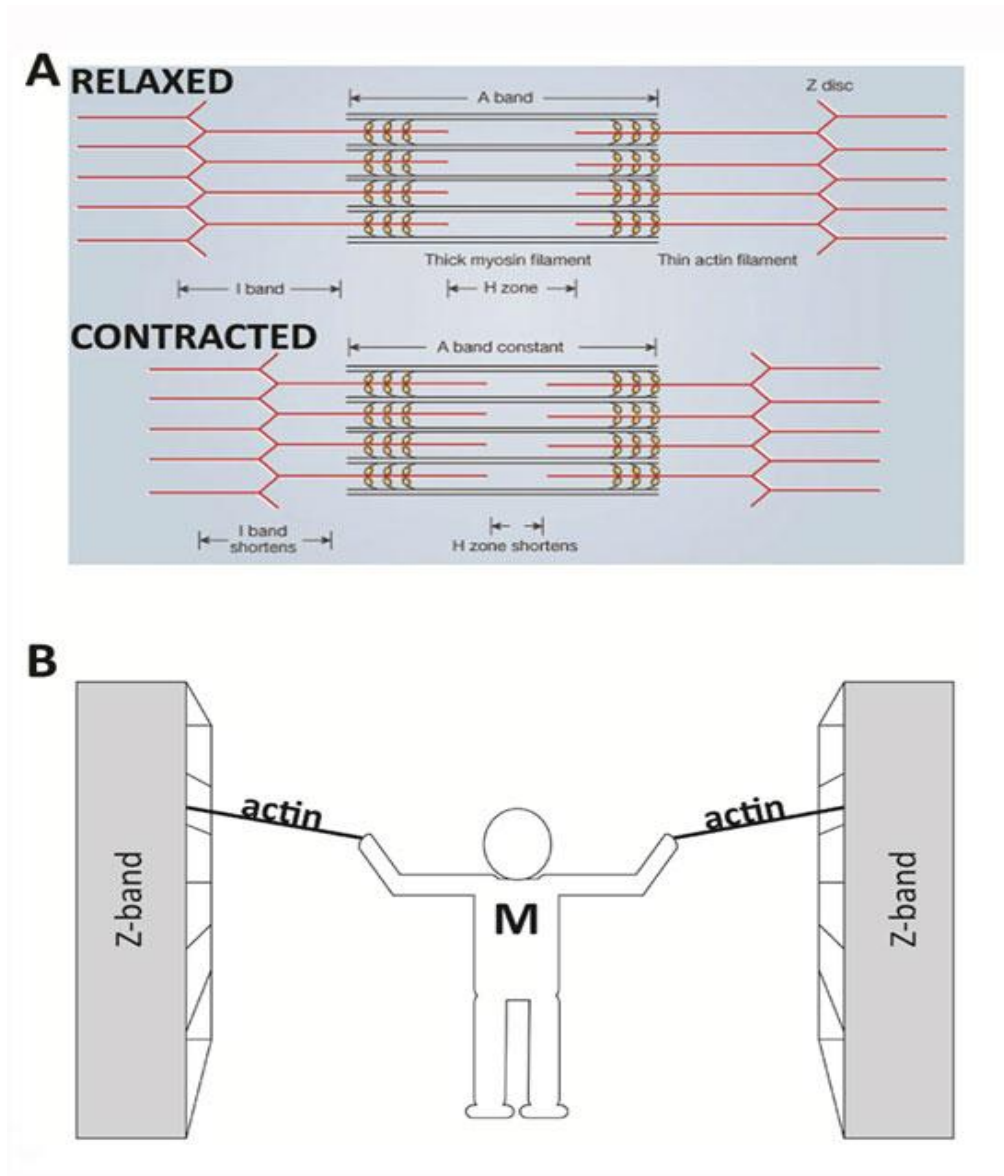 A
RELAXED
A band
Z disc
Thick myosin filament
Thin actin filament
I band
H zone
CONTRACTED
A band constant
I band
shortens
H zone shortens
B
actin
actin
Z-band
M
Z-band